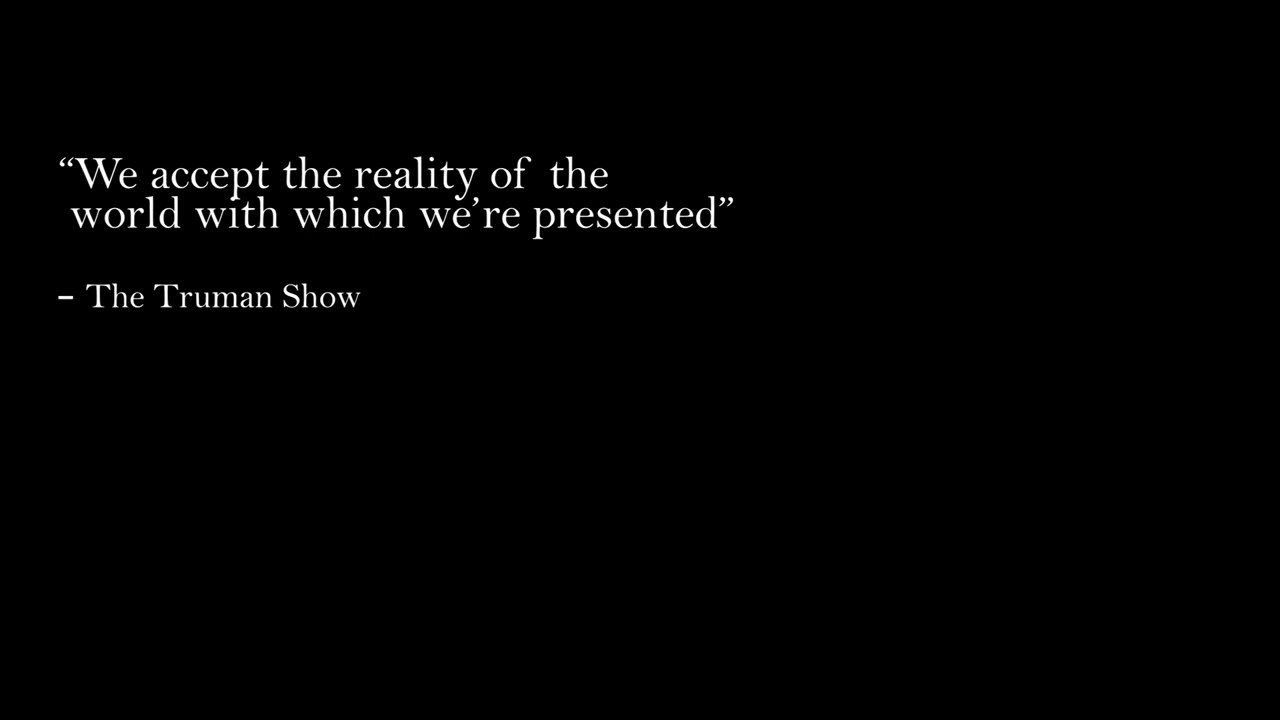 “We accept the reality of the
world with which we’re presented”
– The Truman Show